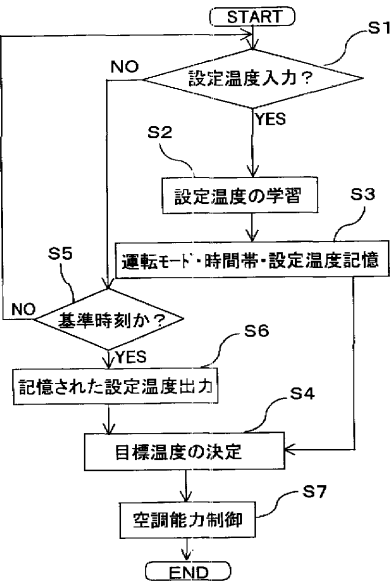 START
S1
設定温度入力？
NO
YES
S2
設定温度の学習
S3
運転モード・時間帯・設定温度記憶
S5
基準時刻か？
NO
YES
S6
記憶された設定温度出力
S4
目標温度の決定
S7
空調能力制御
END